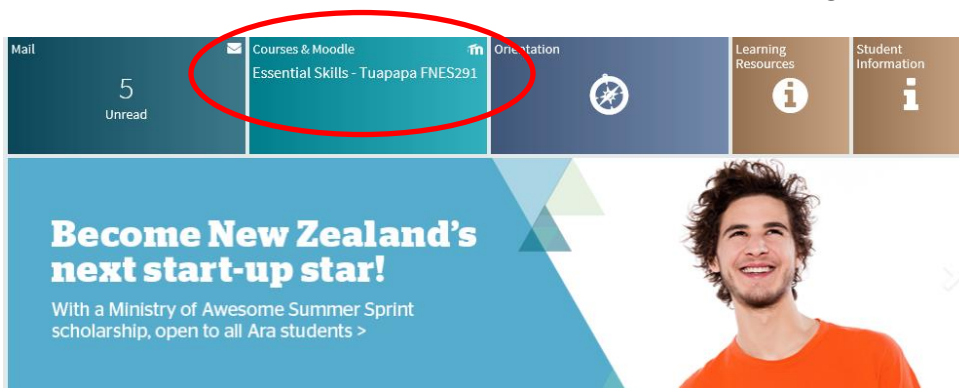 Mail
5
Unread
Courses & Moodle
Essential Skills - Tuapapa FNES291
Orientation
Learning
Resources
Student
Information
Become New Zealand's
next start-up star!
With a Ministry of Awesome Summer Sprint
scholarship, open to all Ara students >